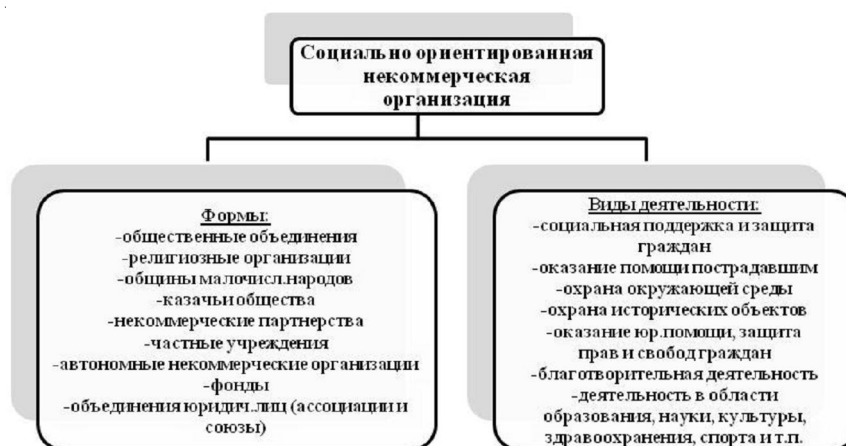 Социально ориентированная
некоммерческая
организация
Формы:
-общественные объединения
-религиозные организации
-общины малочисл.народов
-казачьи общества
-некоммерческие партнерства
-частные учреждения
-автономные некоммерческие организации
-фонды
-объединения юридич.лиц (ассоциации и
союзы)
Виды деятельности:
-социальная поддержка и защита
граждан
-оказание помощи пострадавшим
-охрана окружающей среды
-охрана исторических объектов
-оказание юр.помощи, защита
прав и свобод граждан
-благотворительная деятельность
-деятельность в области
образования, науки, культуры,
здравоохранения, спорта и т.п.